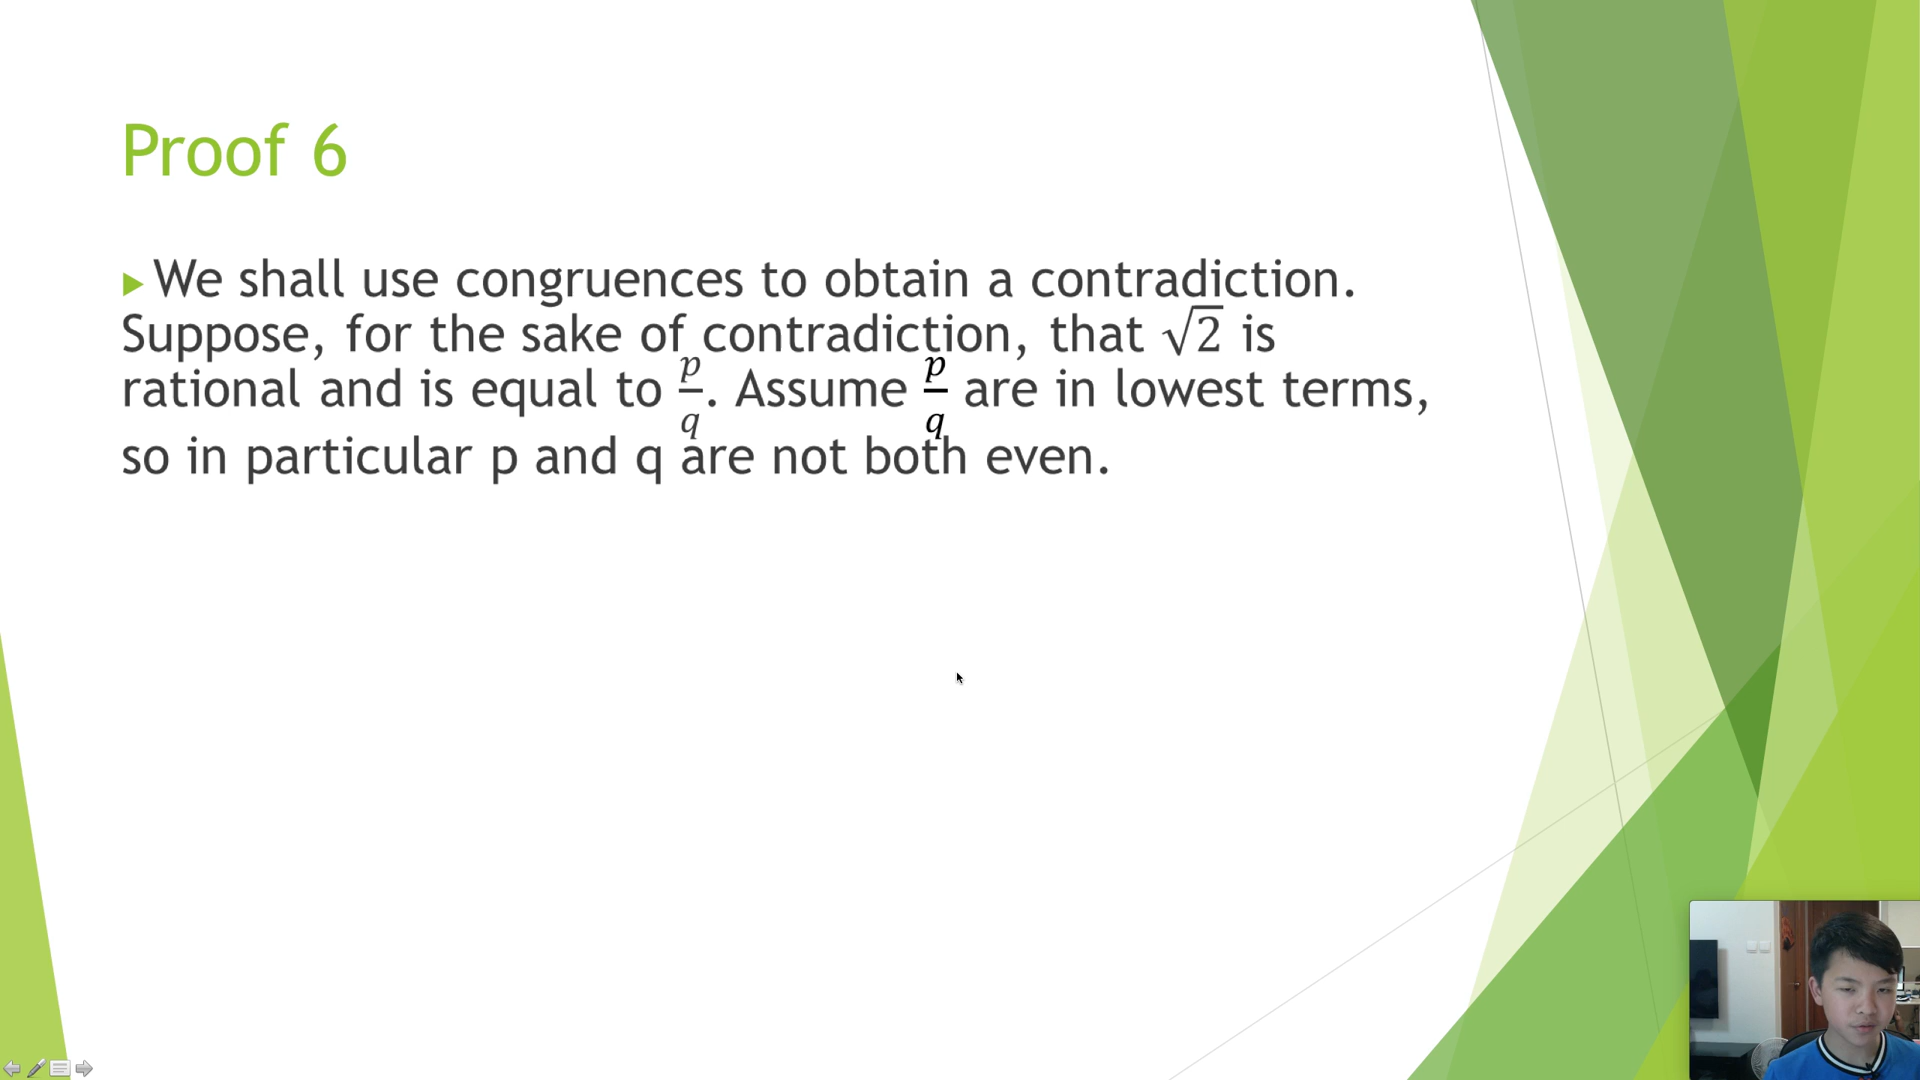 Proof 6
We shall use congruences to obtain a contradiction.
Suppose, for the sake of contradiction, that √2 is
rational and is equal to p/q. Assume p/q are in lowest terms,
so in particular p and q are not both even.